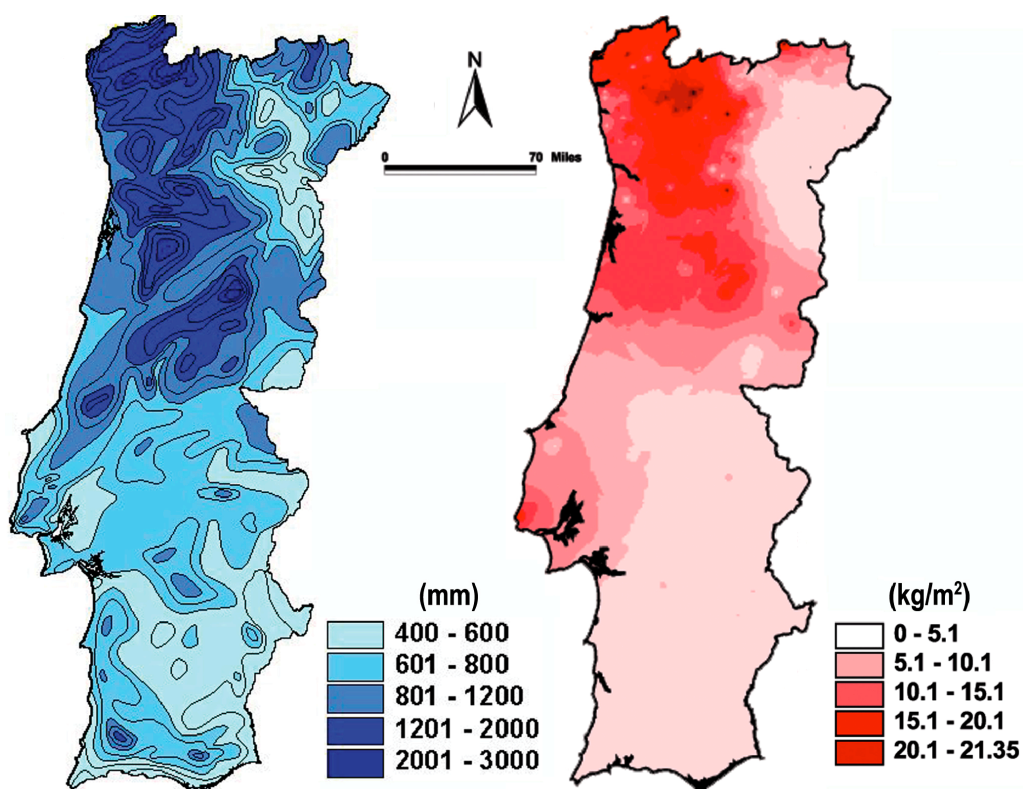 N
0 70 Miles
(mm)
400 - 600
601 - 800
801 - 1200
1201 - 2000
2001 - 3000
(kg/m²)
0 - 5.1
5.1 - 10.1
10.1 - 15.1
15.1 - 20.1
20.1 - 21.35